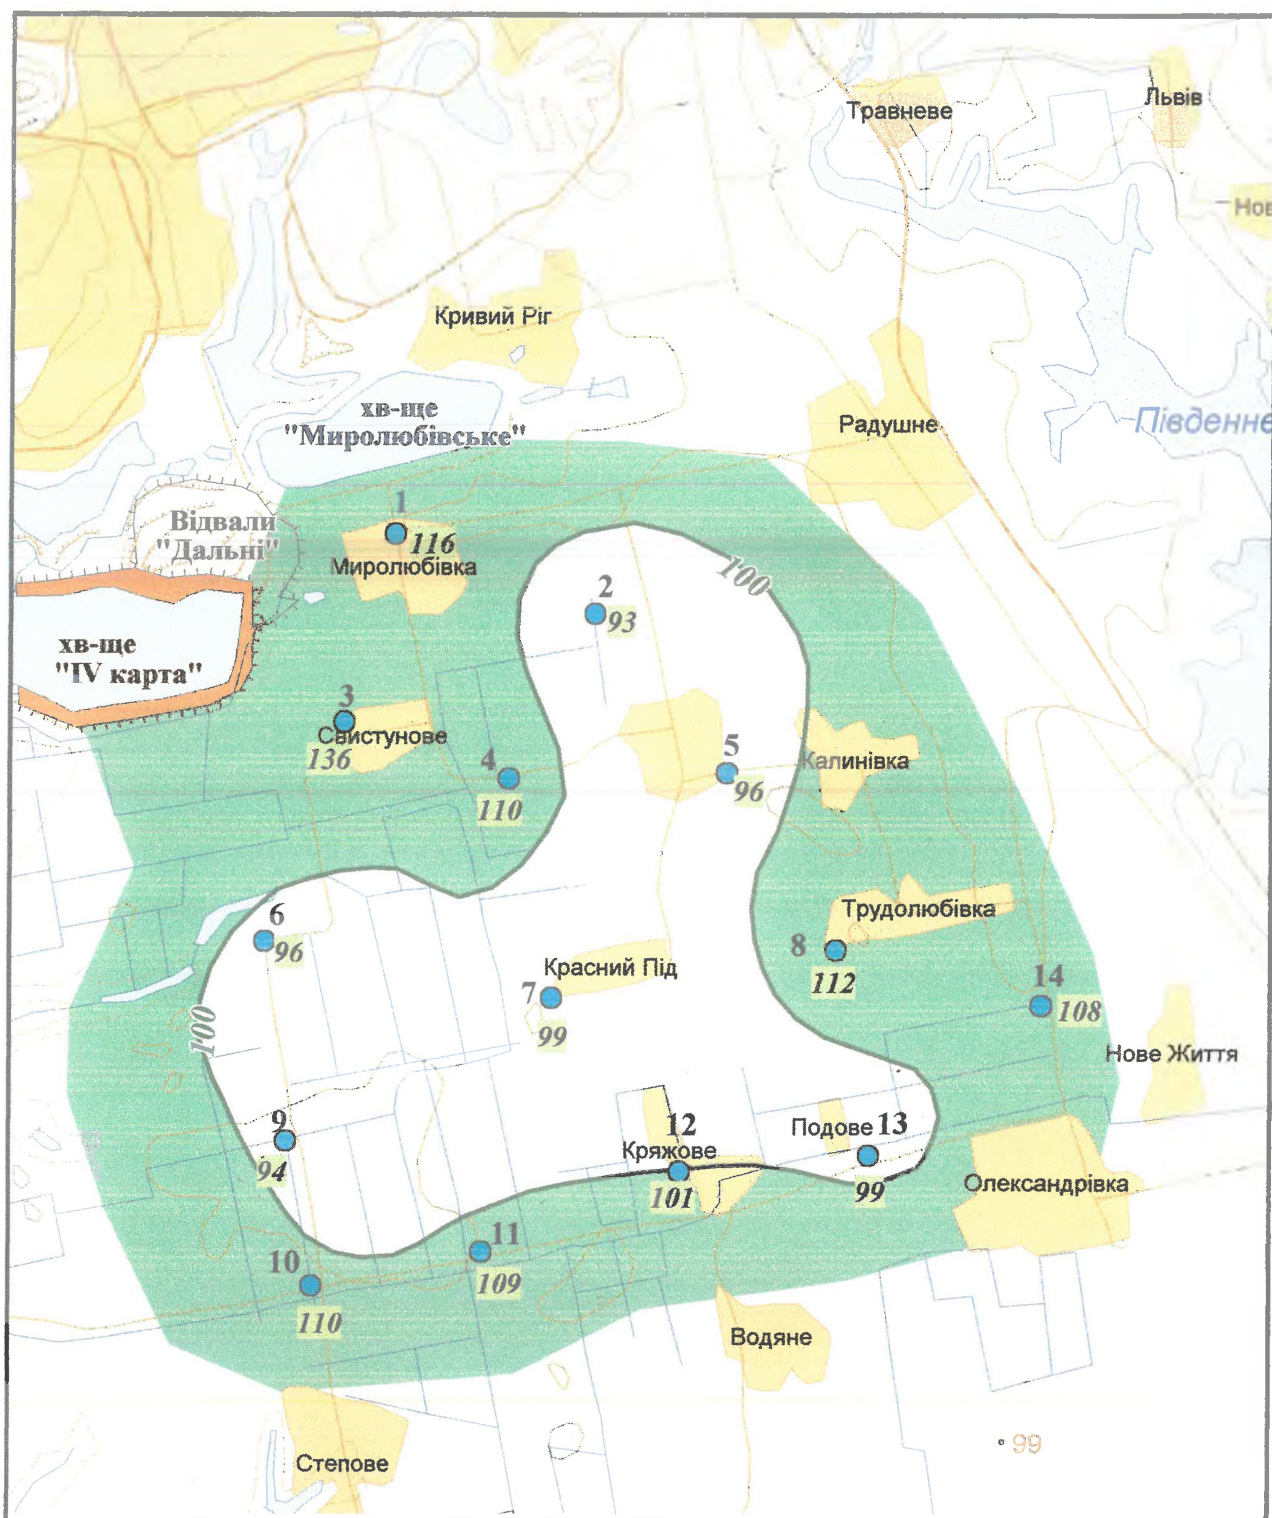 Травневе
Львів
Нов
Кривий Ріг
хв-ще
"Миролюбівське"
Радушне
Південне
1
116
Миролюбівка
Відвали
"Дальні"
100
2
93
хв-ще
"IV карта"
3
Свистунове
136
4
110
5
96
Калинівка
6
96
Трудолюбівка
8
112
Красний Під
7
99
14
108
100
Нове Життя
9
94
12
Кряжове
101
Подове 13
99
Олександрівка
11
109
10
110
Водяне
Степове
99